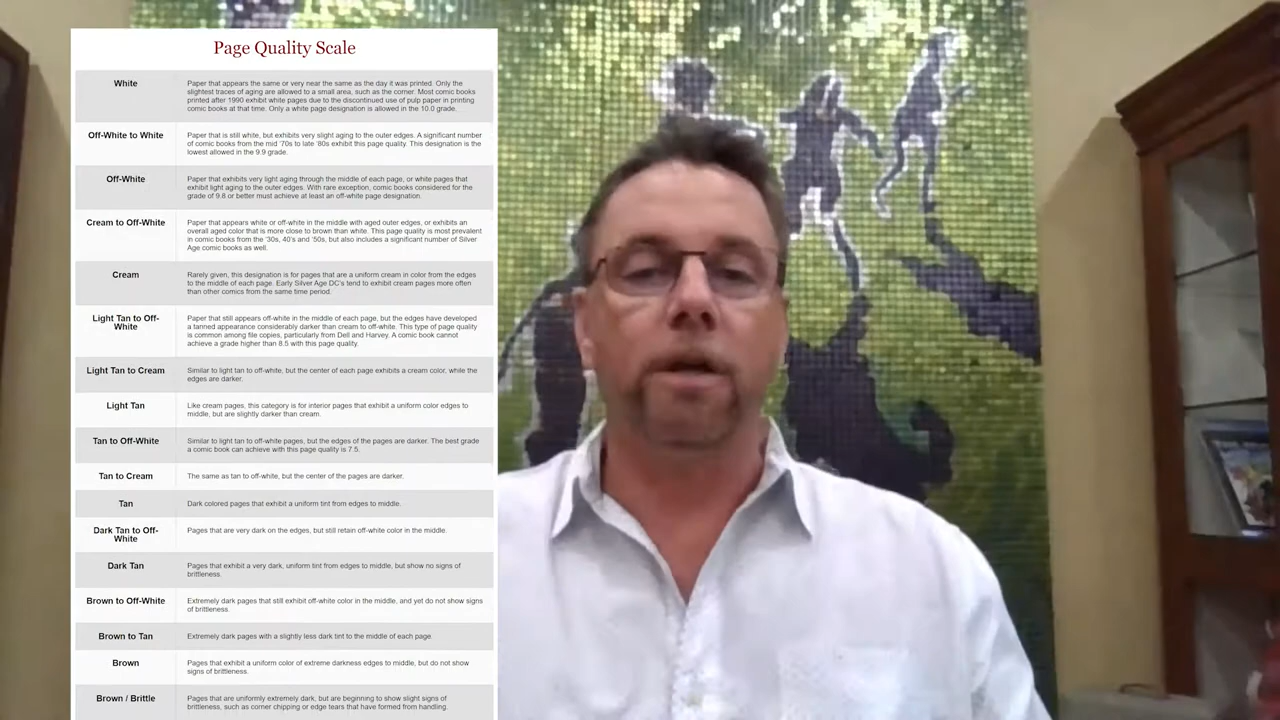 Page Quality Scale
White
Paper that appears the same or very near the same as the day it was printed. Only the
slightest traces of aging are allowed to a small area, such as the corner. Most comic books
printed after 1990 exhibit white pages due to the discontinued use of pulp paper in printing
comic books at that time. Only a white page designation is allowed in the 10.0 grade.
Off-White to White
Paper that is still white, but exhibits very slight aging to the outer edges. A significant number
of comic books from the mid '70s to late '80s exhibit this page quality. This designation is the
lowest allowed in the 9.9 grade.
Off-White
Paper that exhibits very light aging through the middle of each page, or white pages that
exhibit light aging to the outer edges. With rare exception, comic books considered for the
grade of 9.8 or better must achieve at least an off-white page designation.
Cream to Off-White
Paper that appears white or off-white in the middle with aged outer edges, or exhibits an
overall aged color that is more close to brown than white. This page quality is most prevalent
in comic books from the '30s, 40's and '50s, but also includes a significant number of Silver
Age comic books as well.
Cream
Rarely given, this designation is for pages that are a uniform cream in color from the edges
to the middle of each page. Early Silver Age DC's tend to exhibit cream pages more often
than other comics from the same time period.
Light Tan to Off-
White
Paper that still appears off-white in the middle of each page, but the edges have developed
a tanned appearance considerably darker than cream to off-white. This type of page quality
is common among file copies, particularly from Dell and Harvey. A comic book cannot
achieve a grade higher than 8.5 with this page quality.
Light Tan to Cream
Similar to light tan to off-white, but the center of each page exhibits a cream color, while the
edges are darker.
Light Tan
Like cream pages, this category is for interior pages that exhibit a uniform color edges to
middle, but are slightly darker than cream.
Tan to Off-White
Similar to light tan to off-white pages, but the edges of the pages are darker. The best grade
a comic book can achieve with this page quality is 7.5.
Tan to Cream
The same as tan to off-white, but the center of the pages are darker.
Tan
Dark colored pages that exhibit a uniform tint from edges to middle.
Dark Tan to Off-
White
Pages that are very dark on the edges, but still retain off-white color in the middle.
Dark Tan
Pages that exhibit a very dark, uniform tint from edges to middle, but show no signs of
brittleness.
Brown to Off-White
Extremely dark pages that still exhibit off-white color in the middle, and yet do not show signs
of brittleness.
Brown to Tan
Extremely dark pages with a slightly less dark tint to the middle of each page.
Brown
Pages that exhibit a uniform color of extreme darkness edges to middle, but do not show
signs of brittleness.
Brown / Brittle
Pages that are uniformly extremely dark, but are beginning to show slight signs of
brittleness, such as corner chipping or edge tears that have formed from handling.